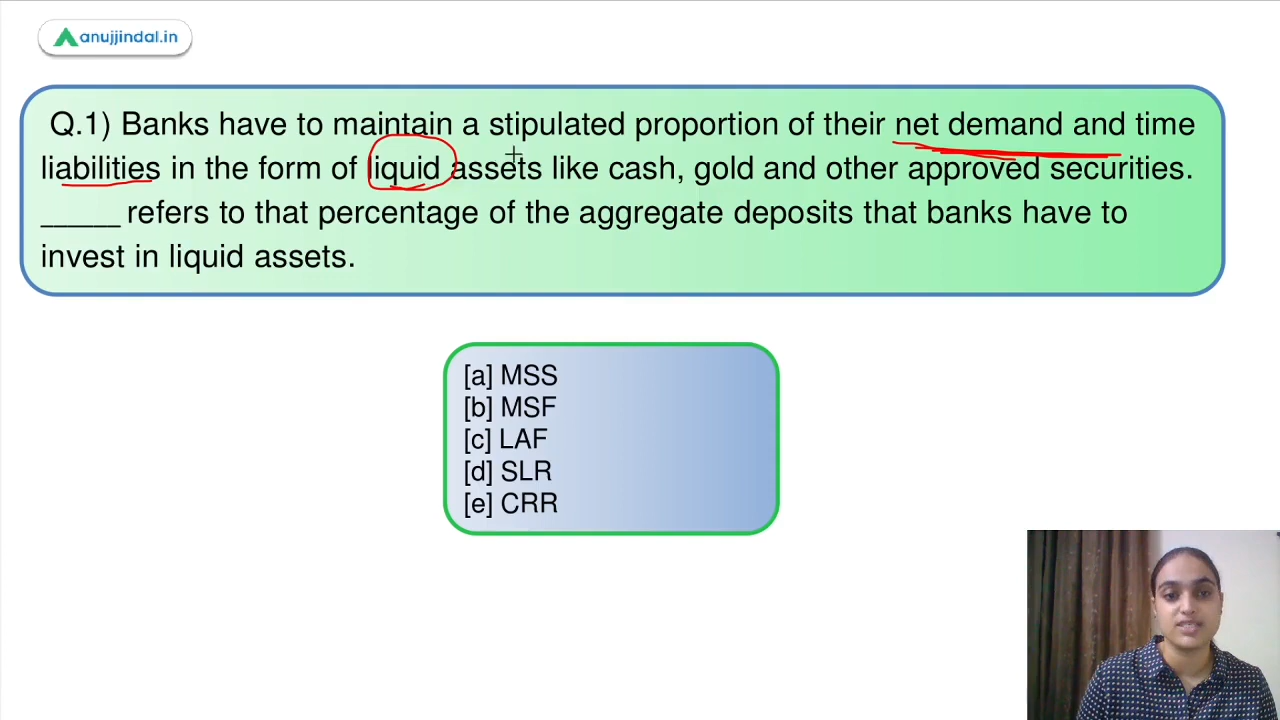 anujjindal.in
Q.1) Banks have to maintain a stipulated proportion of their net demand and time
liabilities in the form of liquid assets like cash, gold and other approved securities.
______ refers to that percentage of the aggregate deposits that banks have to
invest in liquid assets.
[a] MSS
[b] MSF
[c] LAF
[d] SLR
[e] CRR